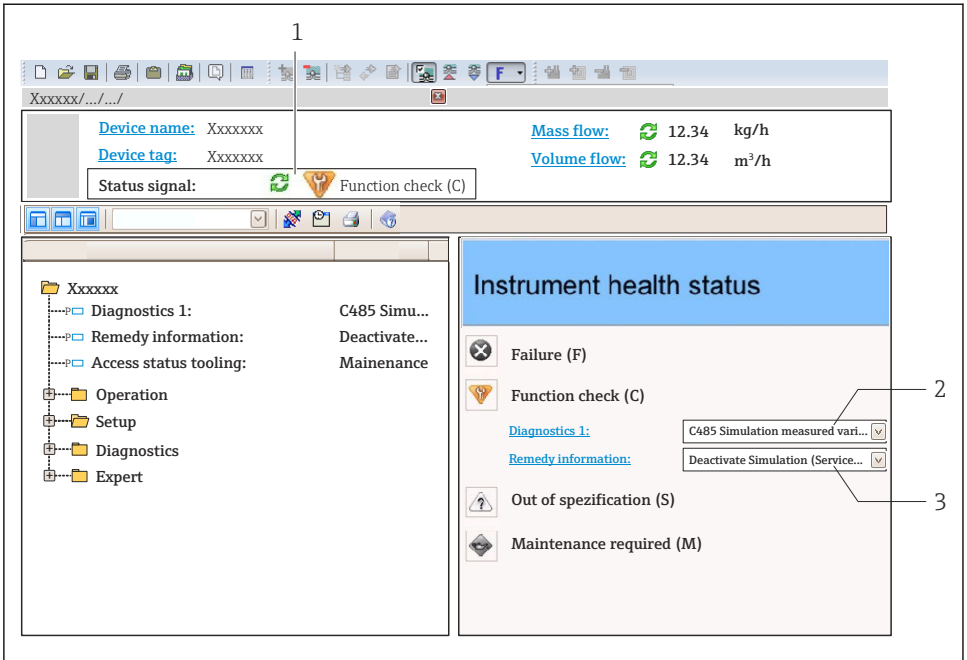 1
F
Xxxxxx/.../.../
Device name: Xxxxxxx
Mass flow: 12.34 kg/h
Device tag: Xxxxxxx
Volume flow: 12.34 m³/h
Status signal: Function check (C)
Xxxxxx
Diagnostics 1: C485 Simu...
Remedy information: Deactivate...
Access status tooling: Mainenance
Operation
Setup
Diagnostics
Expert
Instrument health status
Failure (F)
Function check (C)
Diagnostics 1: C485 Simulation measured vari...
2
Remedy information: Deactivate Simulation (Service...
3
Out of spezification (S)
Maintenance required (M)